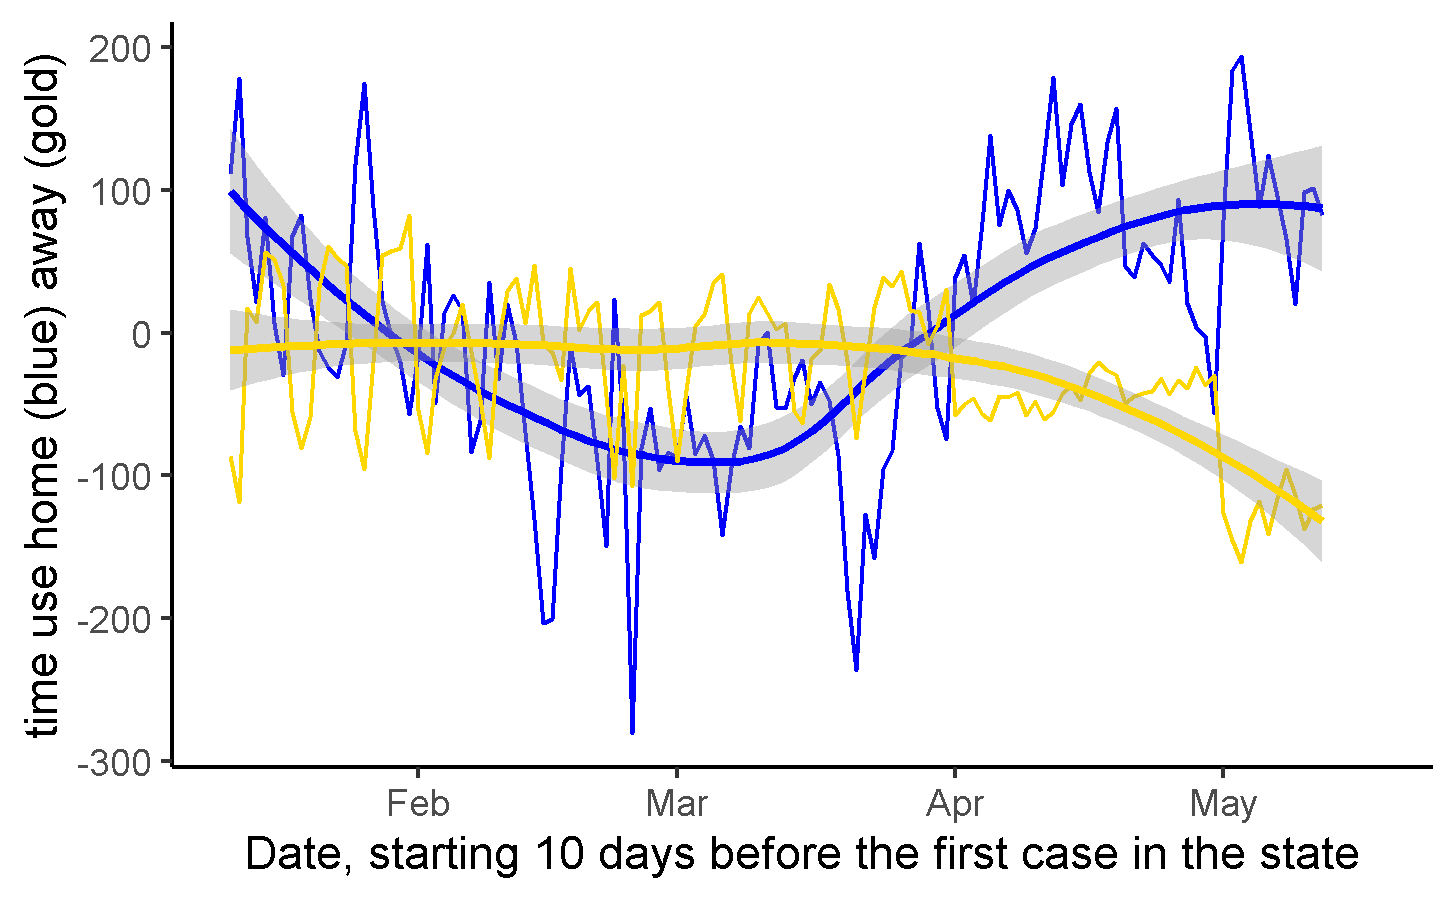 time use home (blue) away (gold)
200
100
0
-100
-200
-300
Feb Mar Apr May
Date, starting 10 days before the first case in the state